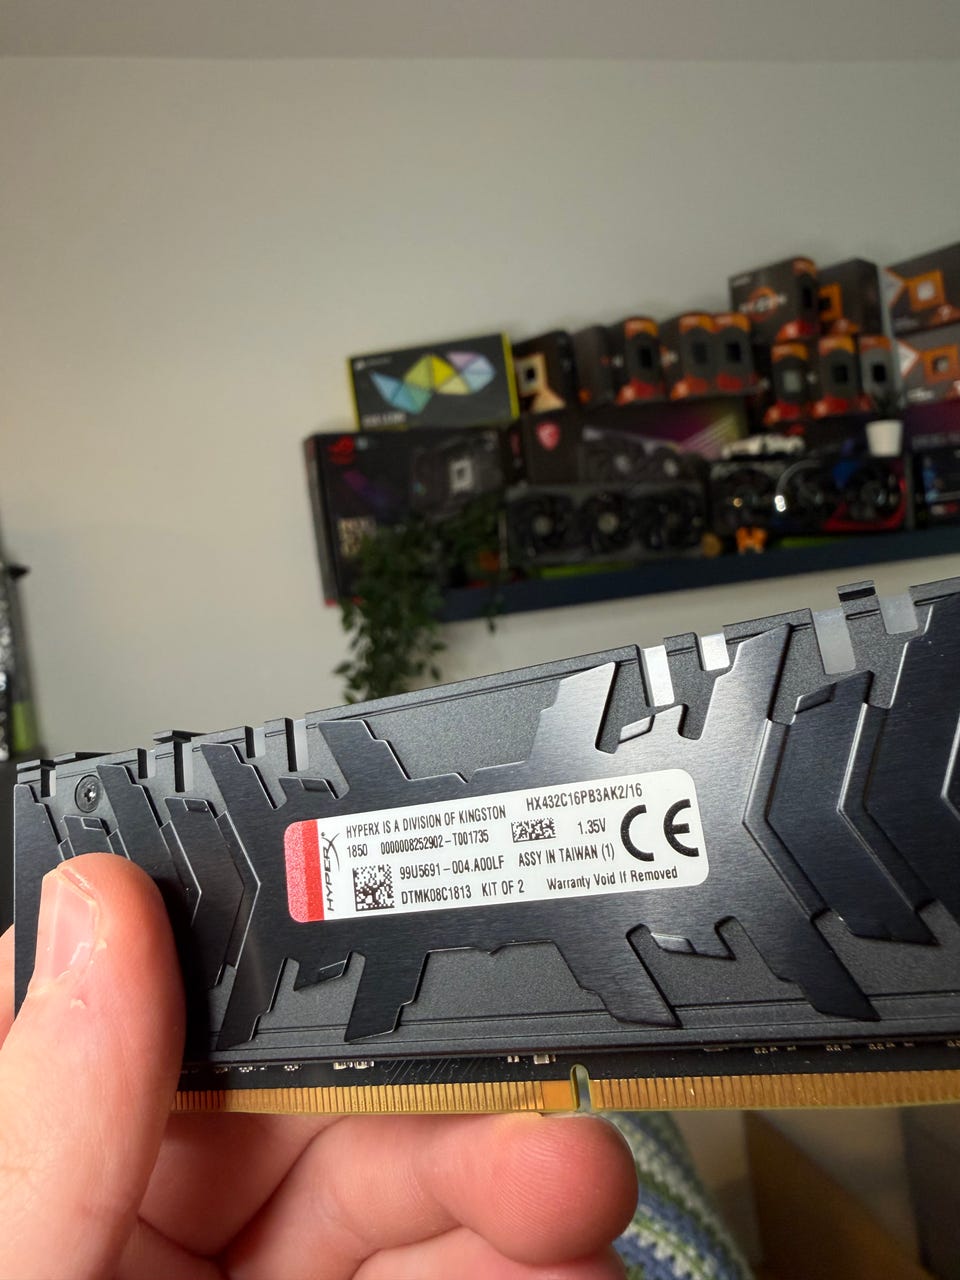 HX432C16PB3AK2/16
HYPERX IS A DIVISION OF KINGSTON
1850 0000008252902-T001735
1.35V
99U5691-004.A00LF ASSY IN TAIWAN (1)
DTMK08C1813 KIT OF 2 Warranty Void If Removed
HYPERX
CE